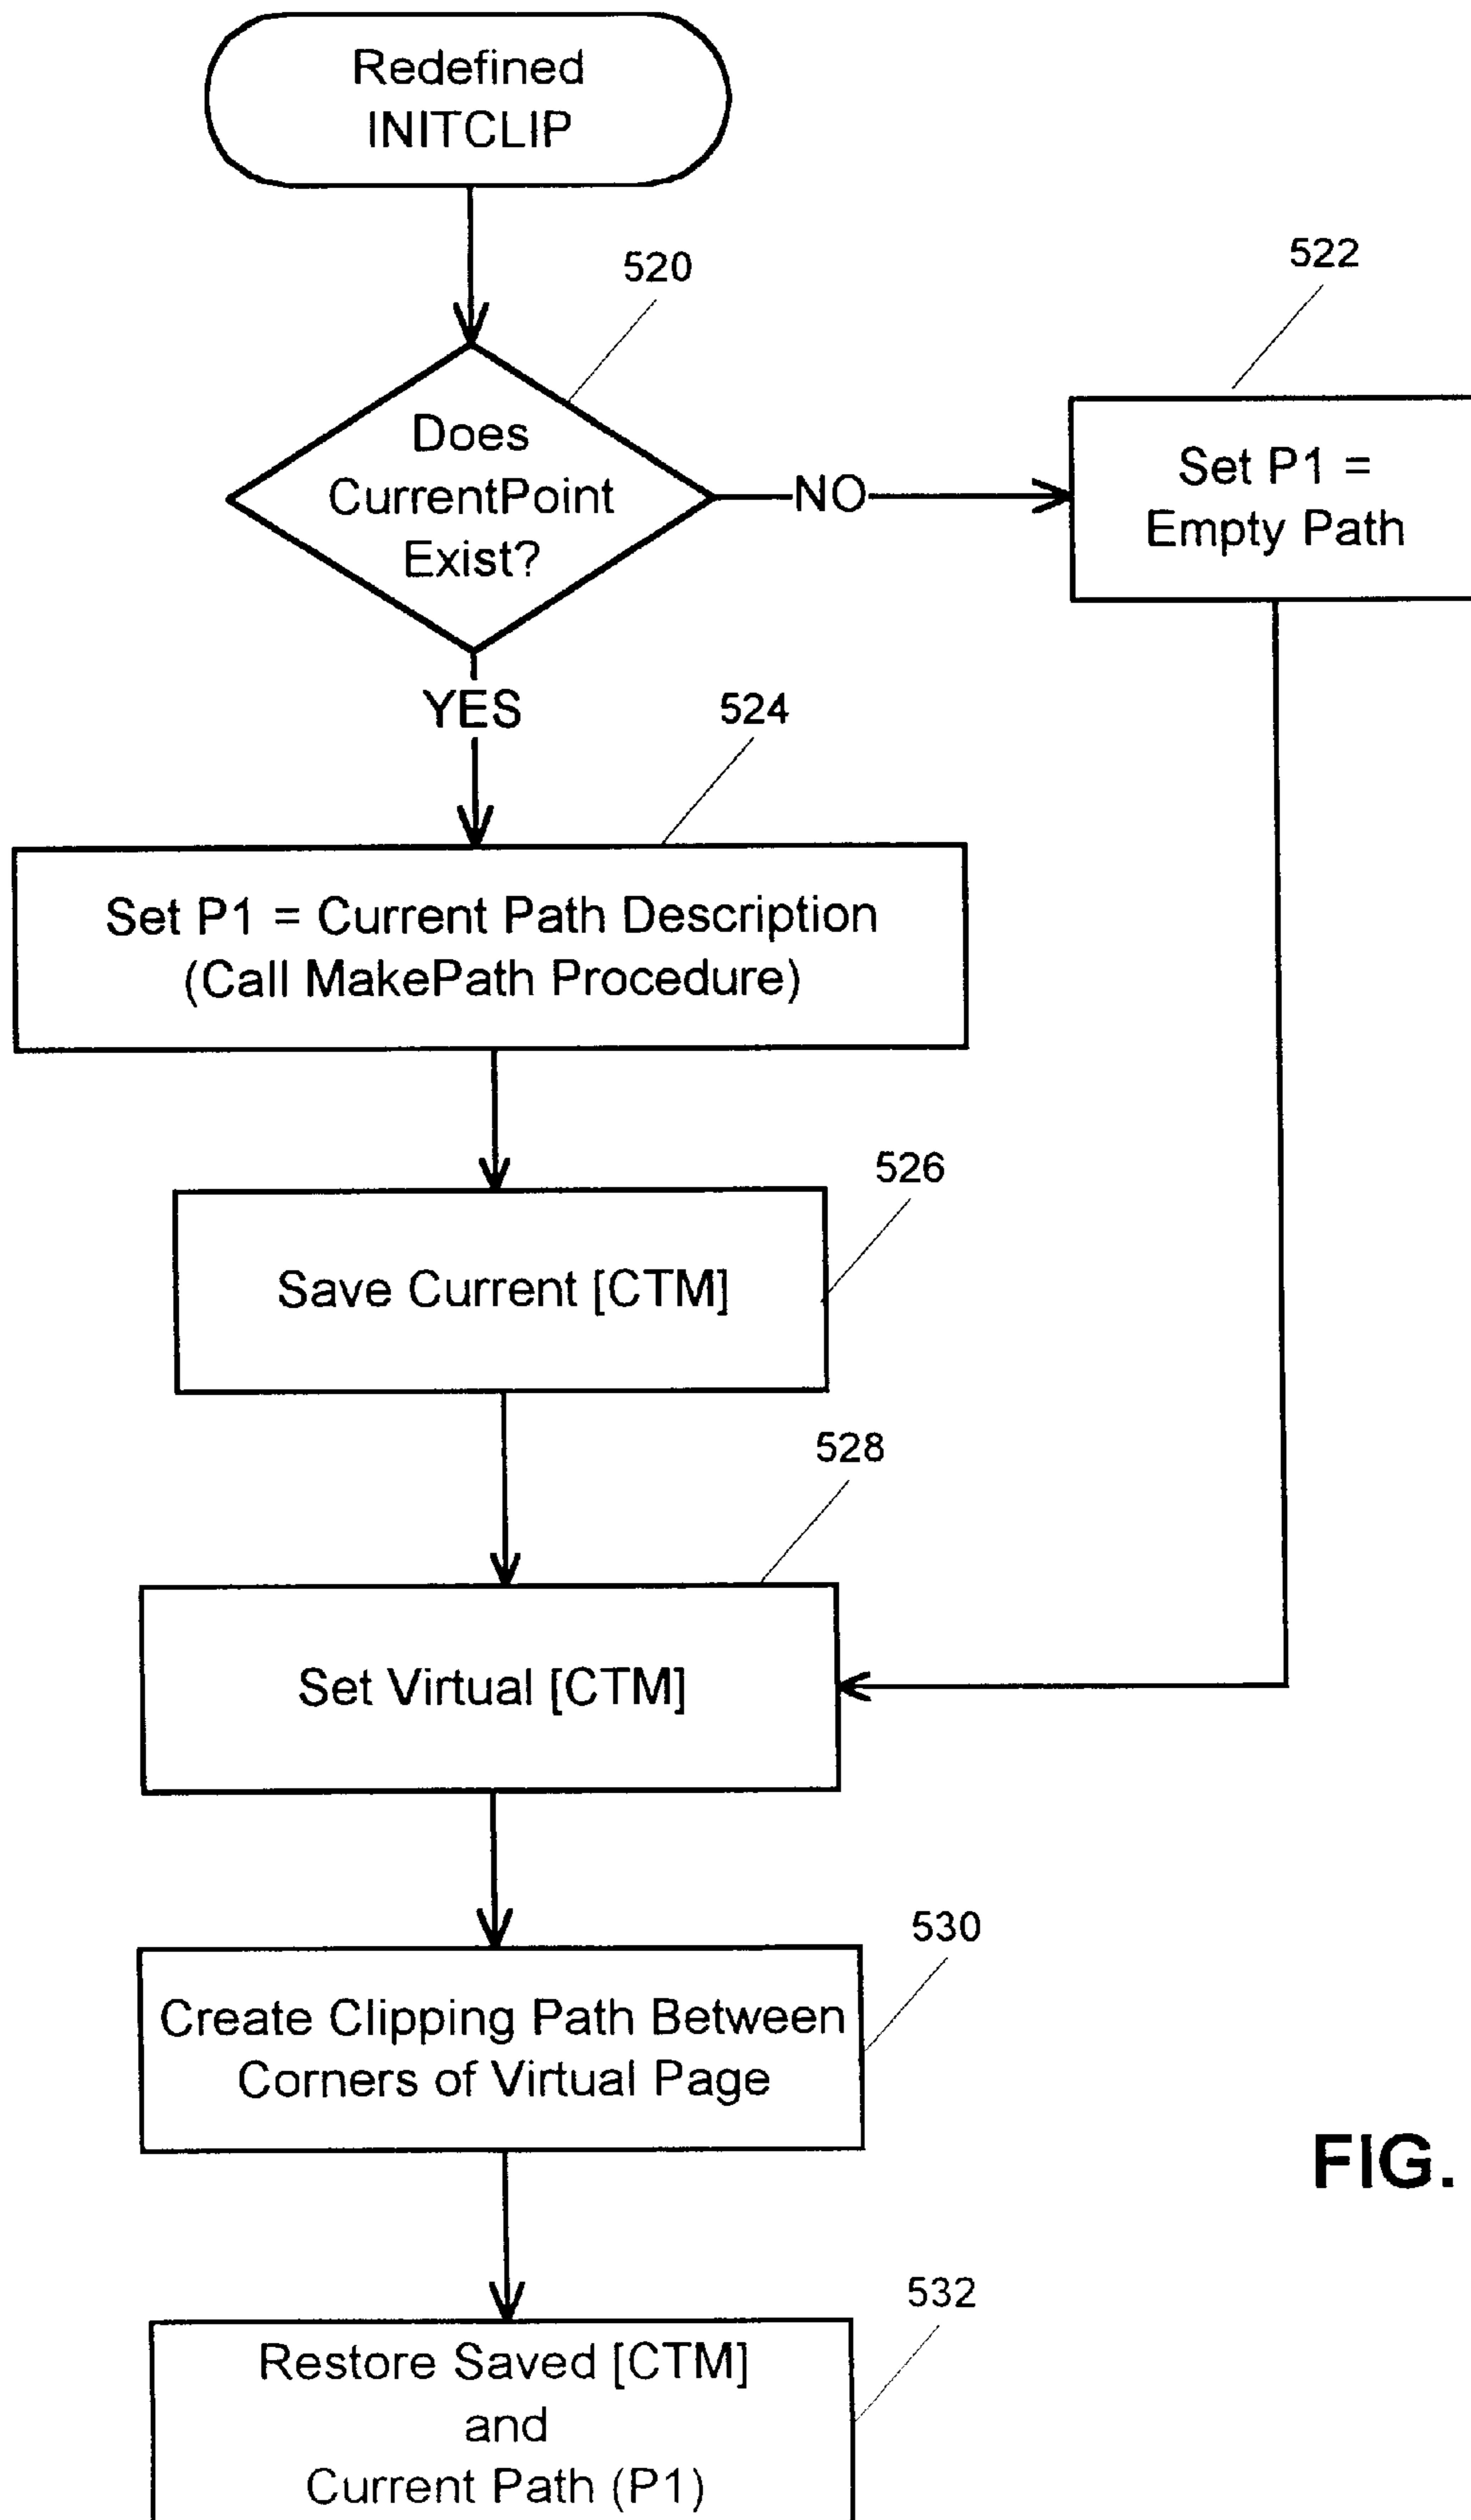 Redefined
INITCLIP
520
522
Does
CurrentPoint
Exist?
NO
Set P1 =
Empty Path
YES
524
Set P1 = Current Path Description
(Call MakePath Procedure)
526
Save Current [CTM]
528
Set Virtual [CTM]
530
Create Clipping Path Between
Corners of Virtual Page
FIG.
532
Restore Saved [CTM]
and
Current Path (P1)